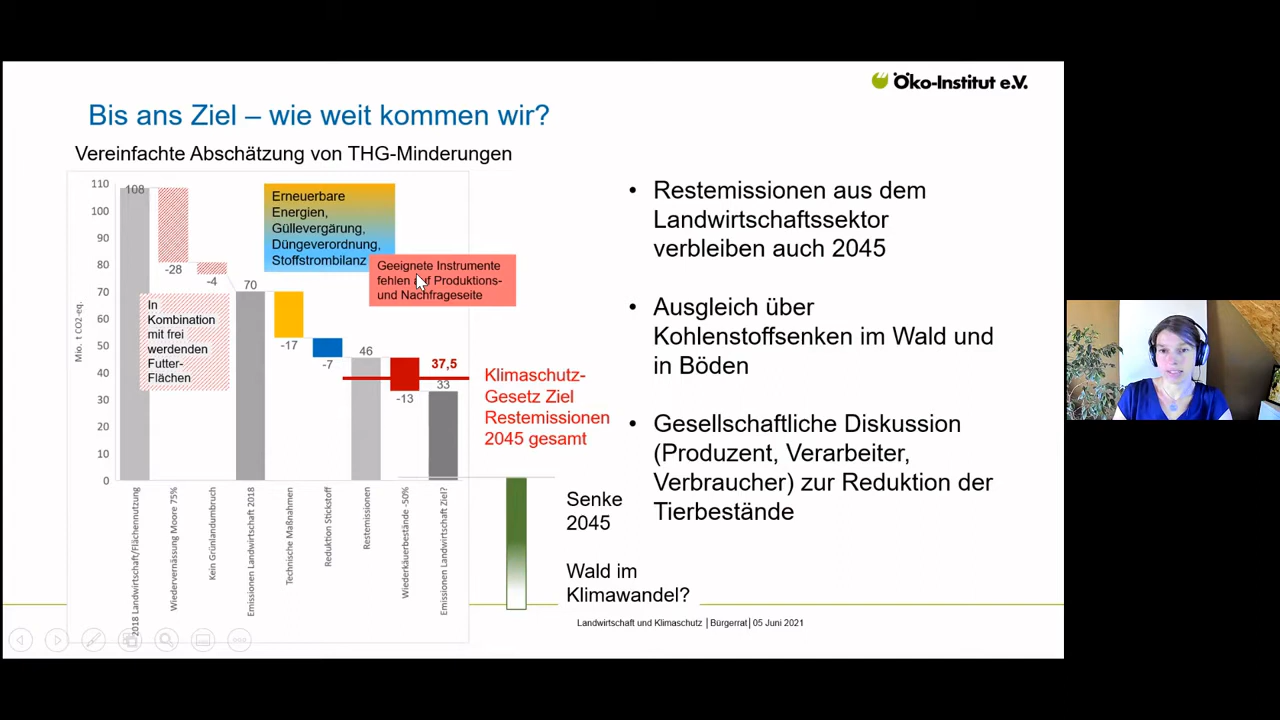 Öko-Institut e.V.
Bis ans Ziel – wie weit kommen wir?
Vereinfachte Abschätzung von THG-Minderungen
110
100
90
80
70
60
50
40
30
20
10
0
Mio. t CO2-eq.
108
-28
-4
70
-17
-7
46
-13
37,5
33
Erneuerbare
Energien,
Güllevergärung,
Düngeverordnung,
Stoffstrombilanz
Geeignete Instrumente
fehlen auf Produktions-
und Nachfrageseite
In
Kombination
mit frei
werdenden
Futter-
Flächen
Klimaschutz-
Gesetz Ziel
Restemissionen
2045 gesamt
2018 Landwirtschaft/Flächennutzung
Wiedervernässung Moore 75%
Kein Grünlandumbruch
Emissionen Landwirtschaft 2018
Technische Maßnahmen
Reduktion Stickstoff
Restemissionen
Wiederkäuerbestände -50%
Emissionen Landwirtschaft Ziel?
Senke
2045
Wald im
Klimawandel?
• Restemissionen aus dem
Landwirtschaftssektor
verbleiben auch 2045
• Ausgleich über
Kohlenstoffsenken im Wald und
in Böden
• Gesellschaftliche Diskussion
(Produzent, Verarbeiter,
Verbraucher) zur Reduktion der
Tierbestände
Landwirtschaft und Klimaschutz │Bürgerrat│05 Juni 2021